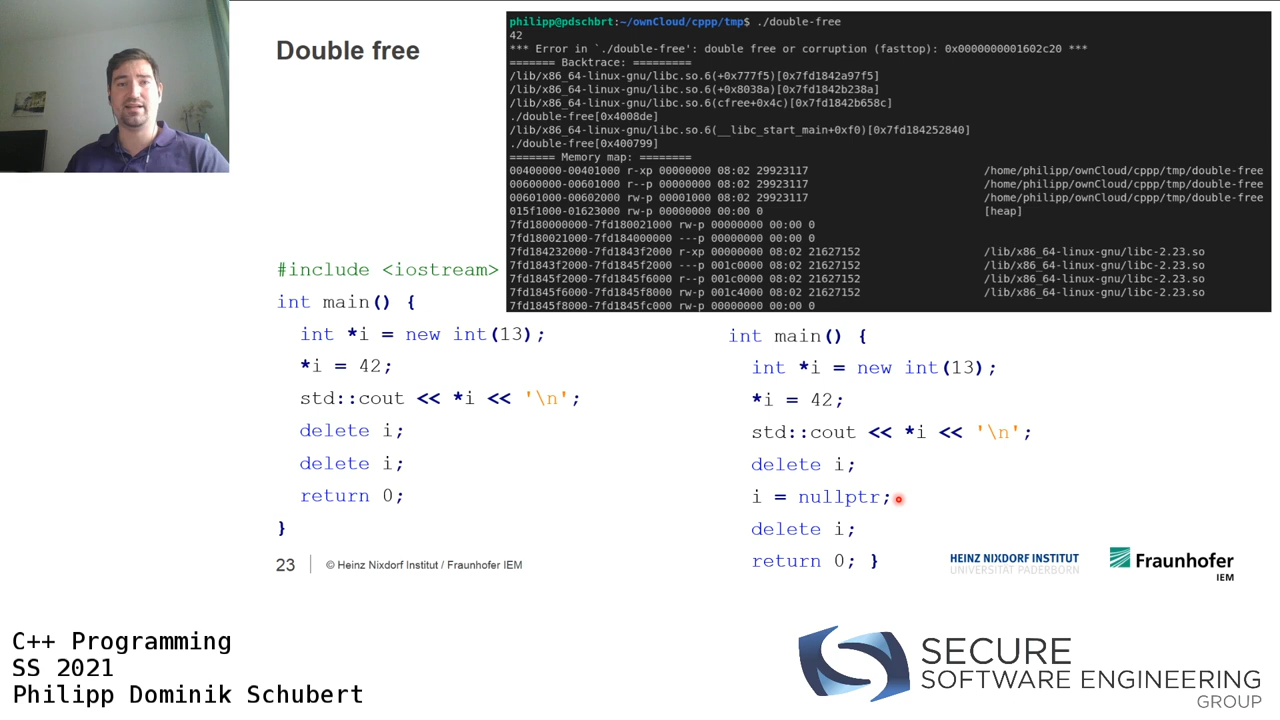 Double free
philipp@pdschbrt:~/ownCloud/cppp/tmp$ ./double-free
42
*** Error in `./double-free': double free or corruption (fasttop): 0x0000000001602c20 ***
======= Backtrace: =========
/lib/x86_64-linux-gnu/libc.so.6(+0x777f5)[0x7fd1842a97f5]
/lib/x86_64-linux-gnu/libc.so.6(+0x8038a)[0x7fd1842b238a]
/lib/x86_64-linux-gnu/libc.so.6(cfree+0x4c)[0x7fd1842b658c]
./double-free[0x4008de]
/lib/x86_64-linux-gnu/libc.so.6(__libc_start_main+0xf0)[0x7fd184252840]
./double-free[0x400799]
======= Memory map: ========
00400000-00401000 r-xp 00000000 08:02 29923117 /home/philipp/ownCloud/cppp/tmp/double-free
00600000-00601000 r--p 00000000 08:02 29923117 /home/philipp/ownCloud/cppp/tmp/double-free
00601000-00602000 rw-p 00001000 08:02 29923117 /home/philipp/ownCloud/cppp/tmp/double-free
015f1000-01623000 rw-p 00000000 00:00 0 [heap]
7fd180000000-7fd180021000 rw-p 00000000 00:00 0
7fd180021000-7fd184000000 ---p 00000000 00:00 0
7fd184232000-7fd1843f2000 r-xp 00000000 08:02 21627152 /lib/x86_64-linux-gnu/libc-2.23.so
7fd1843f2000-7fd1845f2000 ---p 001c0000 08:02 21627152 /lib/x86_64-linux-gnu/libc-2.23.so
7fd1845f2000-7fd1845f6000 r--p 001c0000 08:02 21627152 /lib/x86_64-linux-gnu/libc-2.23.so
7fd1845f6000-7fd1845f8000 rw-p 001c4000 08:02 21627152 /lib/x86_64-linux-gnu/libc-2.23.so
7fd1845f8000-7fd1845fc000 rw-p 00000000 00:00 0
#include <iostream>
int main() {
int *i = new int(13);
*i = 42;
std::cout << *i << '\n';
delete i;
delete i;
return 0;
}
int main() {
int *i = new int(13);
*i = 42;
std::cout << *i << '\n';
delete i;
i = nullptr;
delete i;
return 0; }
23
© Heinz Nixdorf Institut / Fraunhofer IEM
HEINZ NIXDORF INSTITUT
UNIVERSITÄT PADERBORN
Fraunhofer
IEM
C++ Programming
SS 2021
Philipp Dominik Schubert
SECURE
SOFTWARE ENGINEERING
GROUP